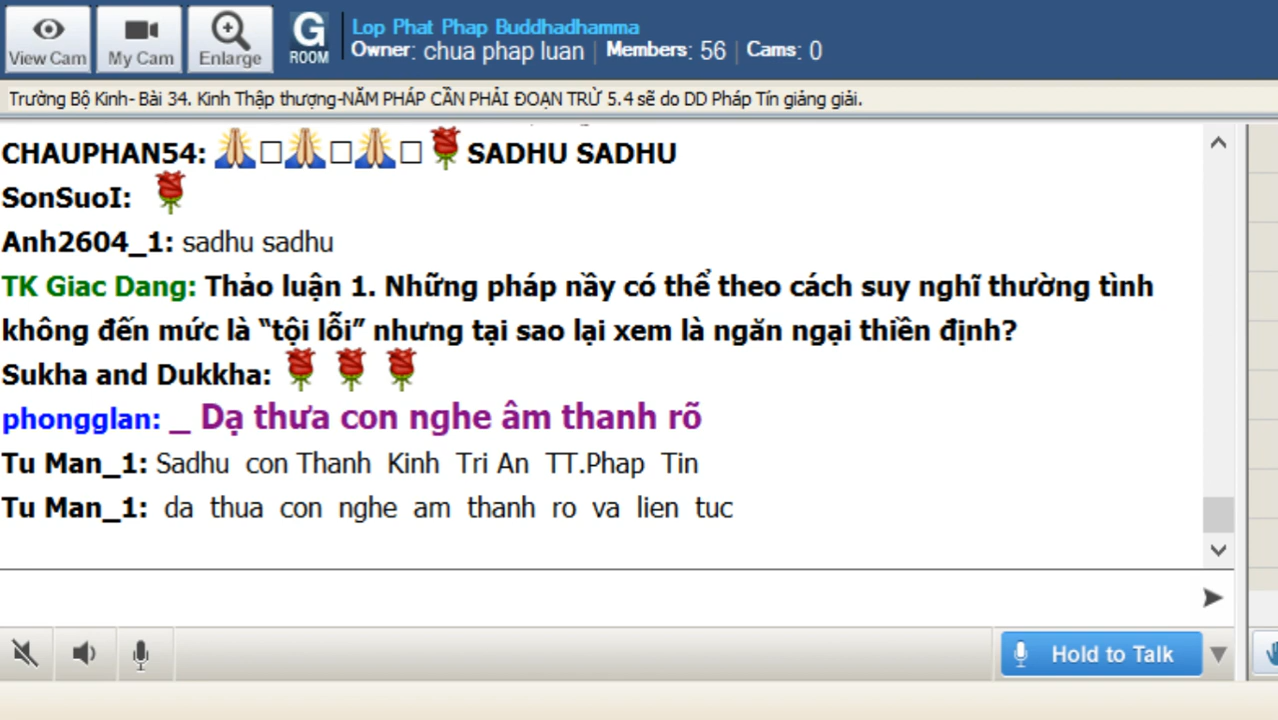 View Cam
My Cam
Enlarge
G ROOM
Lop Phat Phap Buddhadhamma
Owner: chua phap luan | Members: 56 | Cams: 0
Trường Bộ Kinh- Bài 34. Kinh Thập thượng-NĂM PHÁP CẦN PHẢI ĐOẠN TRỪ 5.4 sẽ do DD Pháp Tín giảng giải.
CHAUPHAN54: 🙏□🙏□🙏□🌹SADHU SADHU
SonSuoI: 🌹
Anh2604_1: sadhu sadhu
TK Giac Dang: Thảo luận 1. Những pháp nầy có thể theo cách suy nghĩ thường tình
không đến mức là “tội lỗi” nhưng tại sao lại xem là ngăn ngại thiền định?
Sukha and Dukkha: 🌹 🌹 🌹
phongglan: _ Dạ thưa con nghe âm thanh rõ
Tu Man_1: Sadhu con Thanh Kinh Tri An TT.Phap Tin
Tu Man_1: da thua con nghe am thanh ro va lien tuc
Hold to Talk